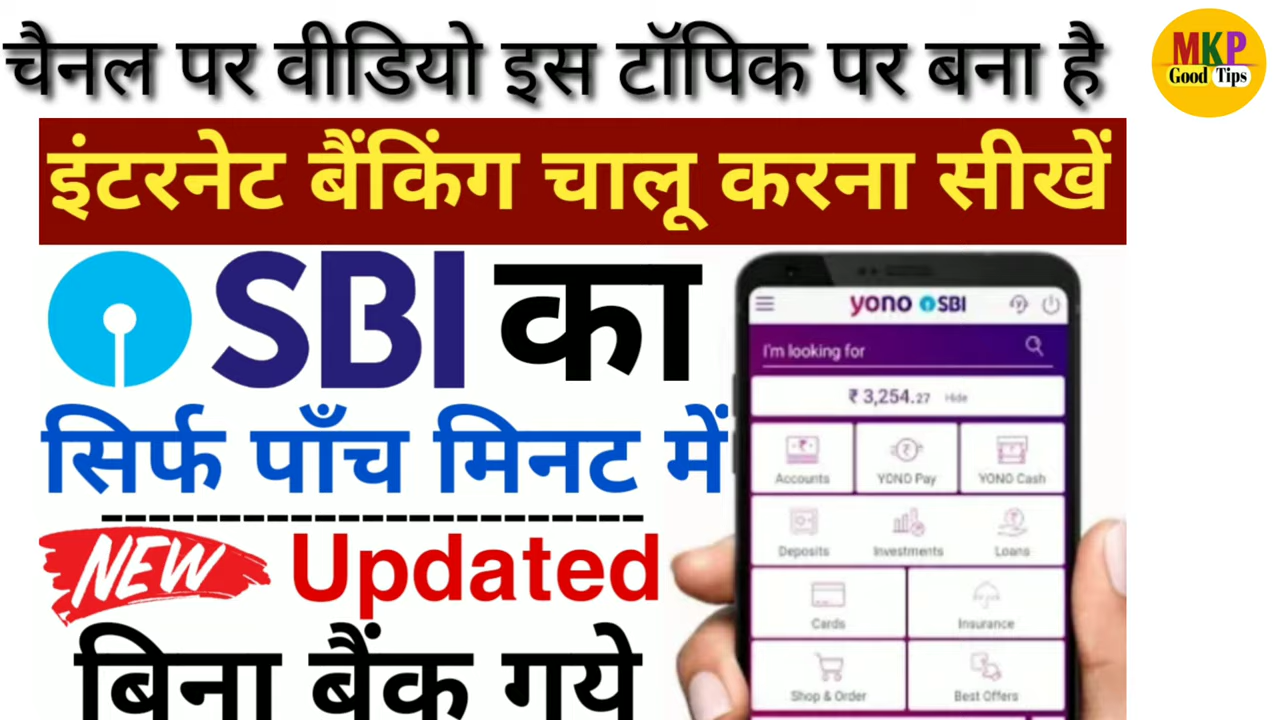 चैनल पर वीडियो इस टॉपिक पर बना है
MKP
Good Tips
इंटरनेट बैंकिंग चालू करना सीखें
SBI का
सिर्फ पाँच मिनट में
NEW Updated
बिना बैंक गये
yono SBI
I'm looking for
₹ 3,254.27 Hide
Accounts YONO Pay YONO Cash
Deposits Investments Loans
Cards Insurance
Shop & Order Best Offers